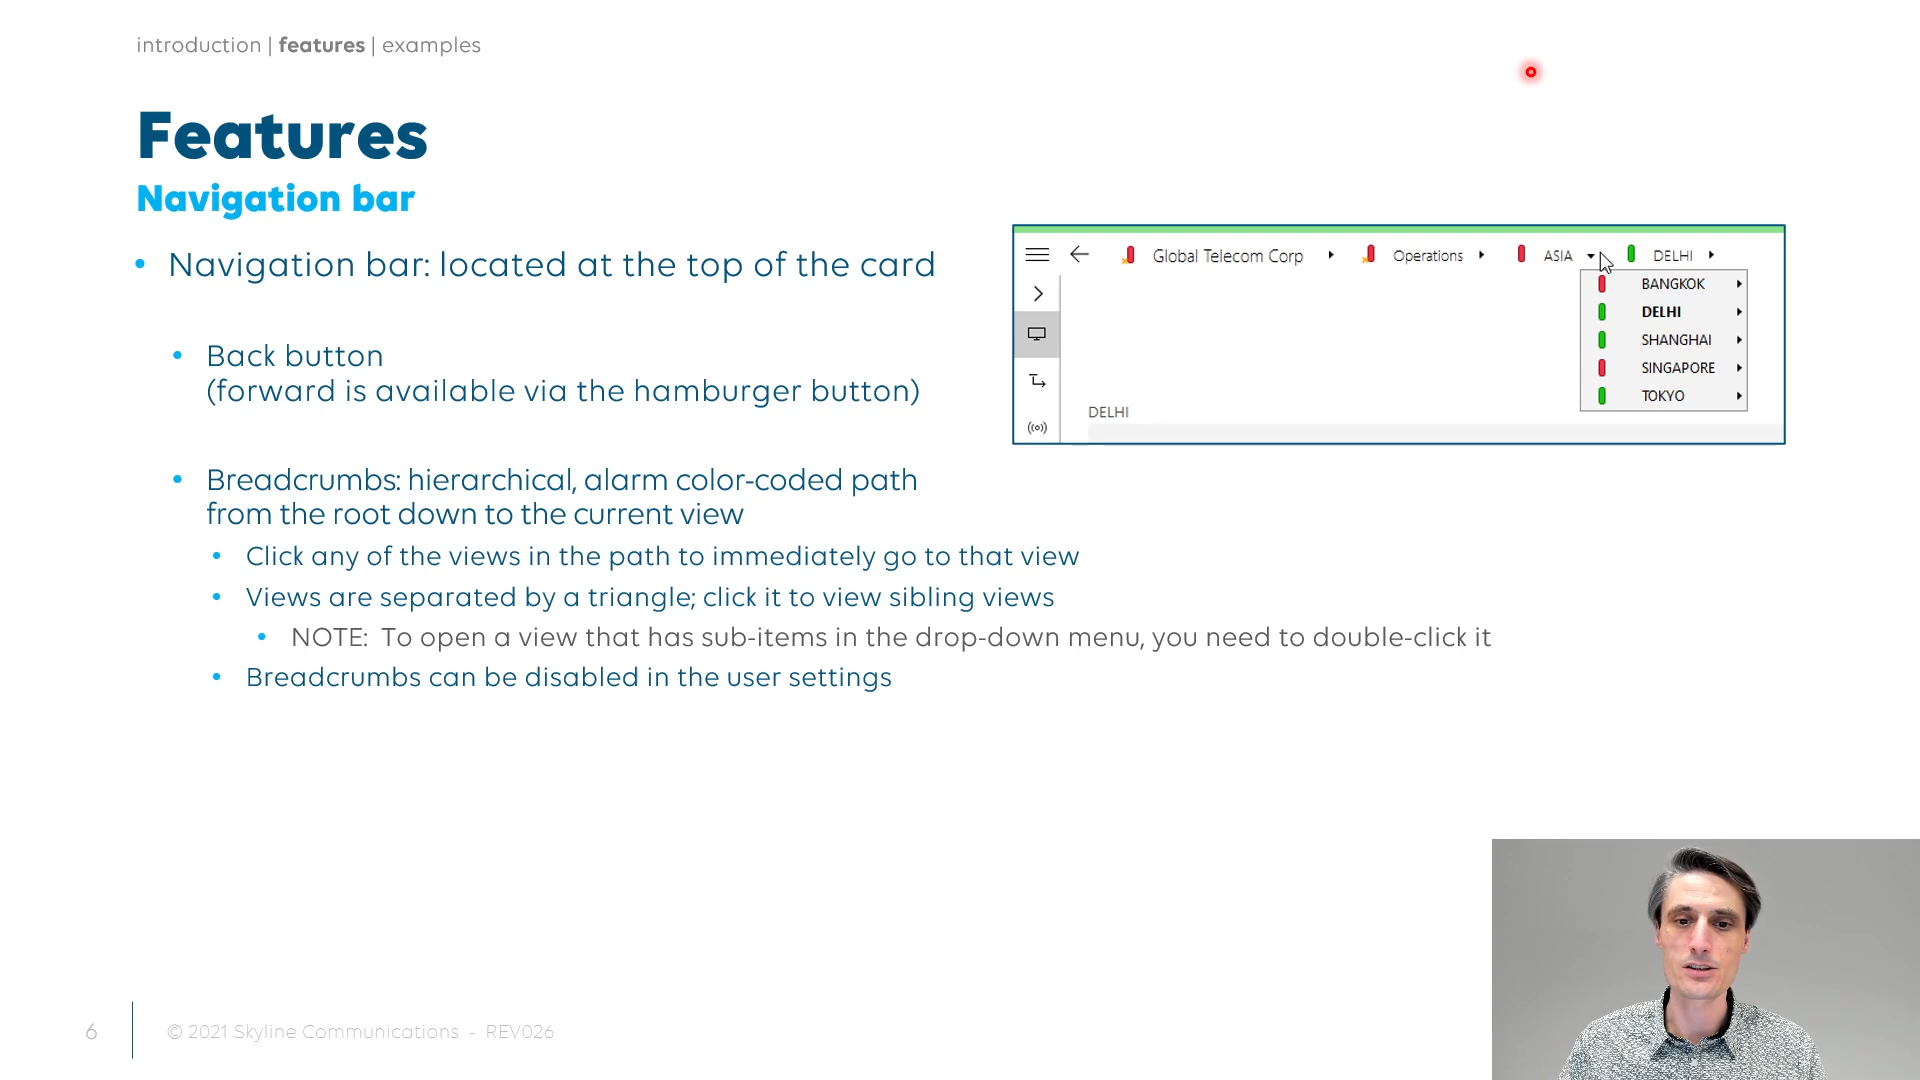 introduction | features | examples
Features
Navigation bar
• Navigation bar: located at the top of the card
• Back button
(forward is available via the hamburger button)
• Breadcrumbs: hierarchical, alarm color-coded path
from the root down to the current view
• Click any of the views in the path to immediately go to that view
• Views are separated by a triangle; click it to view sibling views
• NOTE: To open a view that has sub-items in the drop-down menu, you need to double-click it
• Breadcrumbs can be disabled in the user settings
Global Telecom Corp Operations ASIA DELHI
BANGKOK
DELHI
SHANGHAI
SINGAPORE
TOKYO
DELHI
6 © 2021 Skyline Communications - REV026